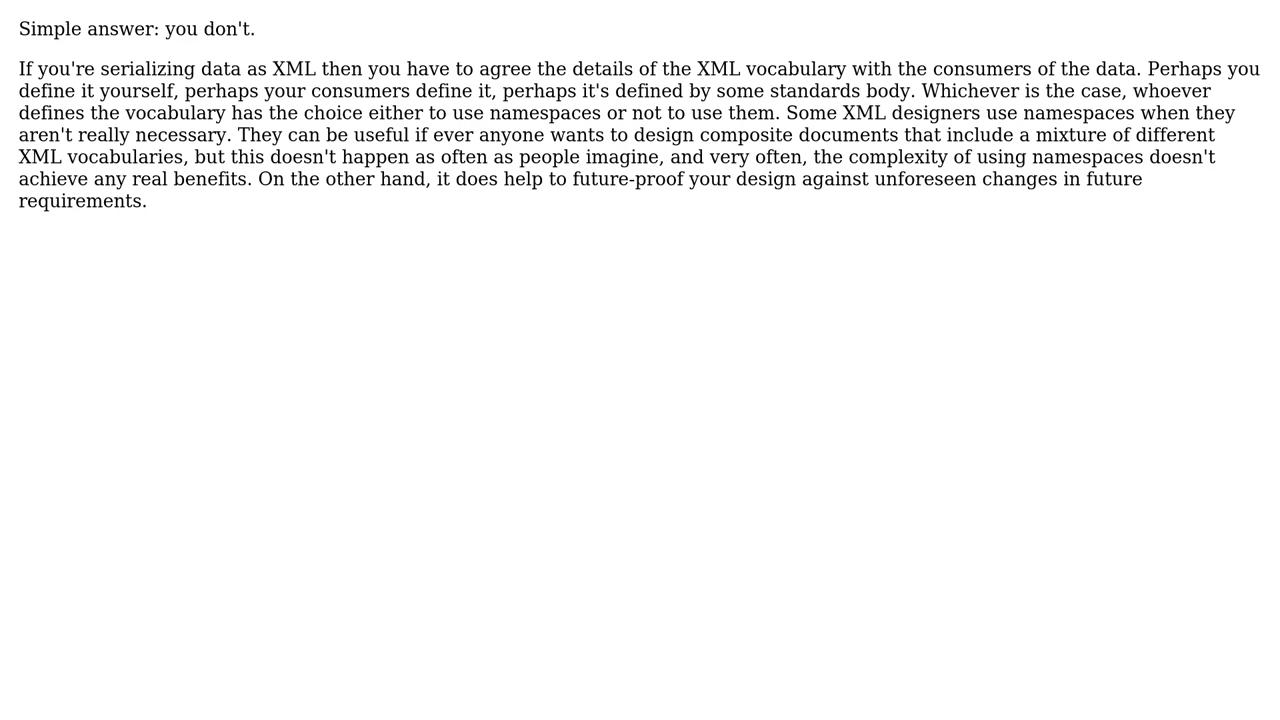 Simple answer: you don't.
If you're serializing data as XML then you have to agree the details of the XML vocabulary with the consumers of the data. Perhaps you
define it yourself, perhaps your consumers define it, perhaps it's defined by some standards body. Whichever is the case, whoever
defines the vocabulary has the choice either to use namespaces or not to use them. Some XML designers use namespaces when they
aren't really necessary. They can be useful if ever anyone wants to design composite documents that include a mixture of different
XML vocabularies, but this doesn't happen as often as people imagine, and very often, the complexity of using namespaces doesn't
achieve any real benefits. On the other hand, it does help to future-proof your design against unforeseen changes in future
requirements.